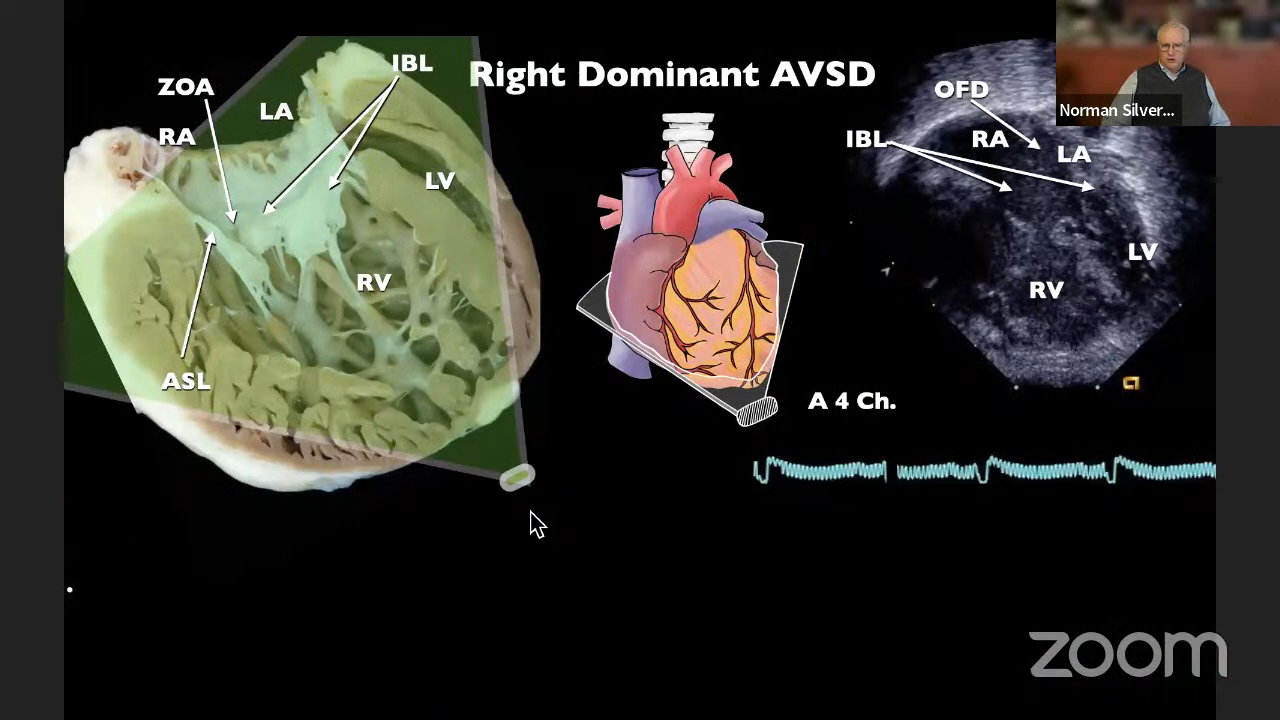 Right Dominant AVSD
IBL
ZOA
LA
RA
LV
RV
ASL
A 4 Ch.
OFD
IBL
RA
LA
LV
RV
Norman Silver...
zoom